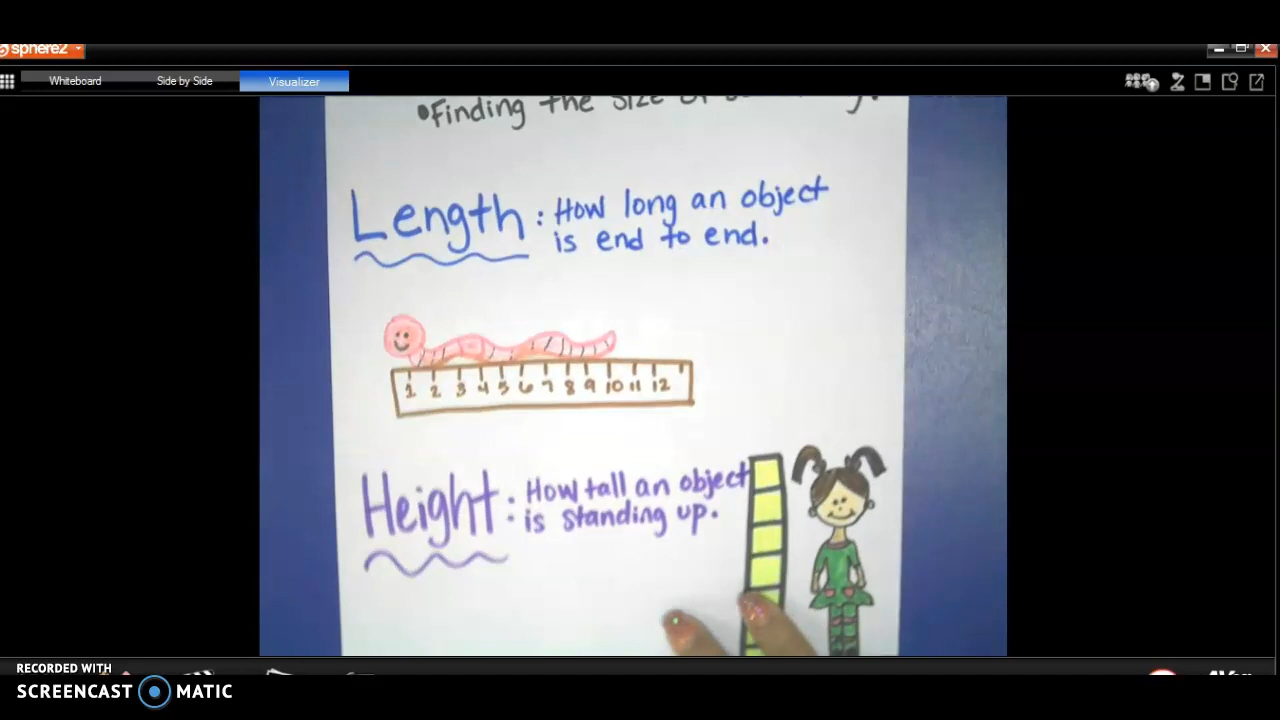 sphere2
Whiteboard
Side by Side
Visualizer
•Finding the size of
Length : How long an object
is end to end.
1 2 3 4 5 6 7 8 9 10 11 12
Height : How tall an object
is standing up.
RECORDED WITH
SCREENCAST MATIC